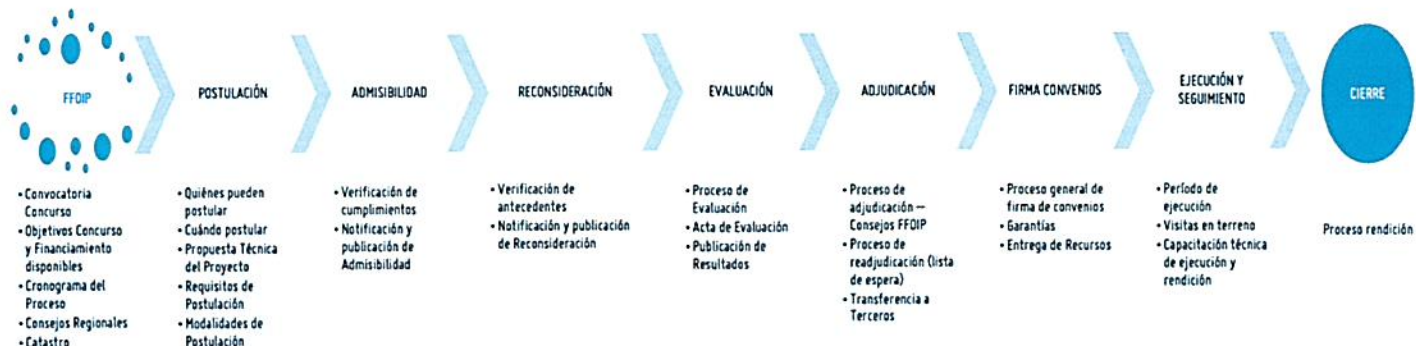 FFOIP
POSTULACIÓN
ADMISIBILIDAD
RECONSIDERACIÓN
EVALUACIÓN
ADJUDICACIÓN
FIRMA CONVENIOS
EJECUCIÓN Y
SEGUIMIENTO
CIERRE
• Convocatoria
Concurso
• Objetivos Concurso
y Financiamiento
disponibles
• Cronograma del
Proceso
• Consejos Regionales
• Catastro
• Quiénes pueden
postular
• Cuándo postular
• Propuesta Técnica
del Proyecto
• Requisitos de
Postulación
• Modalidades de
Postulación
• Verificación de
cumplimientos
• Notificación y
publicación de
Admisibilidad
• Verificación de
antecedentes
• Notificación y publicación
de Reconsideración
• Proceso de
Evaluación
• Acta de Evaluación
• Publicación de
Resultados
• Proceso de
adjudicación –
Consejos FFOIP
• Proceso de
readjudicación (lista
de espera)
• Transferencia a
Terceros
• Proceso general de
firma de convenios
• Garantías
• Entrega de Recursos
• Período de
ejecución
• Visitas en terreno
• Capacitación técnica
de ejecución y
rendición
Proceso rendición